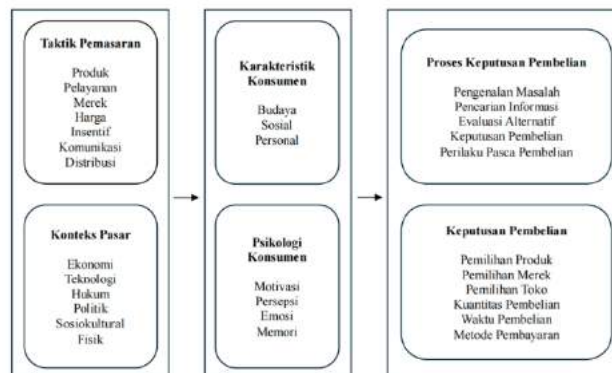 Taktik Pemasaran
Produk
Pelayanan
Merek
Harga
Insentif
Komunikasi
Distribusi
Konteks Pasar
Ekonomi
Teknologi
Hukum
Politik
Sosiokultural
Fisik
Karakteristik
Konsumen
Budaya
Sosial
Personal
Psikologi
Konsumen
Motivasi
Persepsi
Emosi
Memori
Proses Keputusan Pembelian
Pengenalan Masalah
Pencarian Informasi
Evaluasi Alternatif
Keputusan Pembelian
Perilaku Pasca Pembelian
Keputusan Pembelian
Pemilihan Produk
Pemilihan Merek
Pemilihan Toko
Kuantitas Pembelian
Waktu Pembelian
Metode Pembayaran